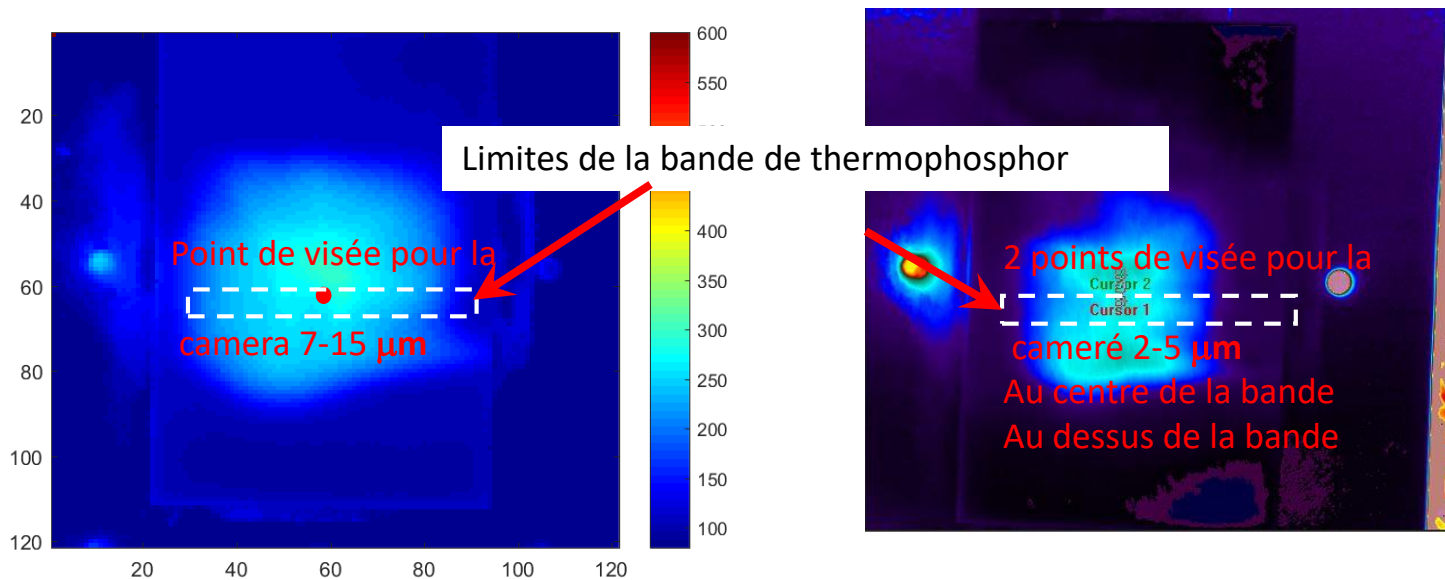 600
550
400
350
300
250
200
150
100
20
40
60
80
100
120
20
40
60
80
100
120
Limites de la bande de thermophosphor
Point de visée pour la
camera 7-15 μm
2 points de visée pour la
Cursor 2
Cursor 1
cameré 2-5 μm
Au centre de la bande
Au dessus de la bande